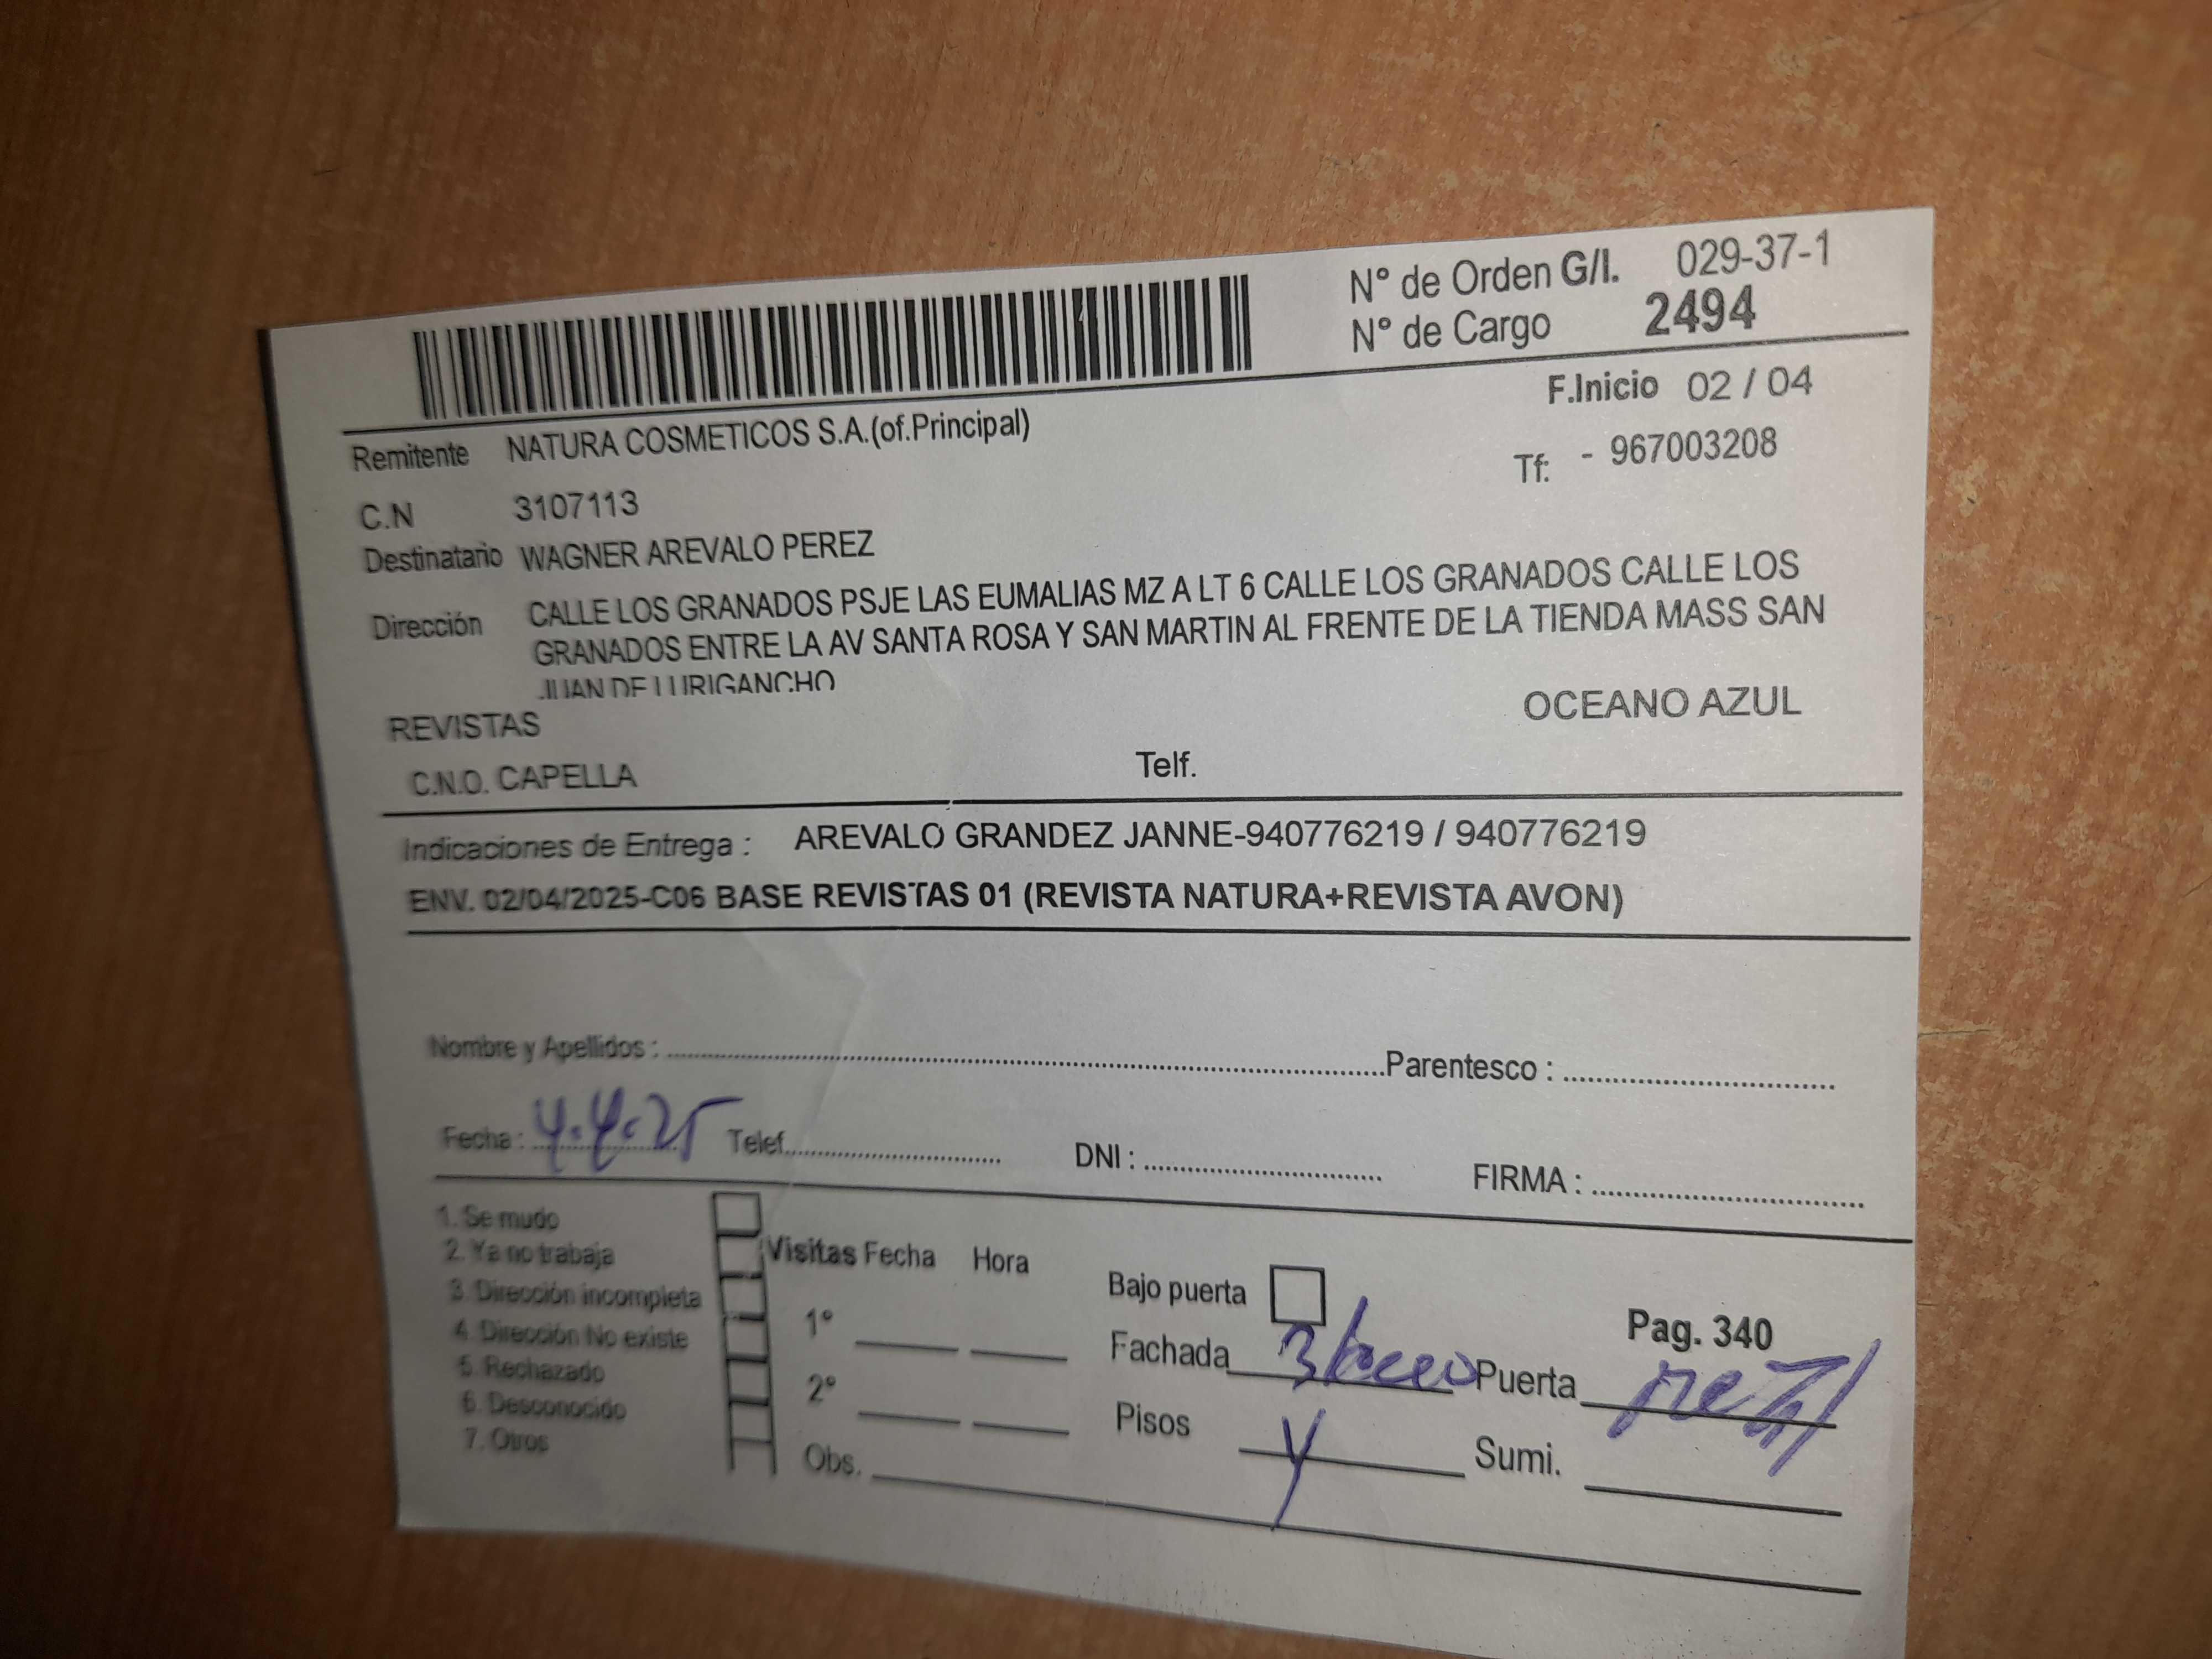 N° de Orden G/I. 029-37-1
N° de Cargo 2494
F.Inicio 02 / 04
Remitente NATURA COSMETICOS S.A.(of.Principal)
Tf: - 967003208
C.N 3107113
Destinatario WAGNER AREVALO PEREZ
Dirección CALLE LOS GRANADOS PSJE LAS EUMALIAS MZ A LT 6 CALLE LOS GRANADOS CALLE LOS
GRANADOS ENTRE LA AV SANTA ROSA Y SAN MARTIN AL FRENTE DE LA TIENDA MASS SAN
JUAN DE LURIGANCHO
REVISTAS OCEANO AZUL
C.N.O. CAPELLA Telf.
Indicaciones de Entrega : AREVALO GRANDEZ JANNE-940776219 / 940776219
ENV. 02/04/2025-C06 BASE REVISTAS 01 (REVISTA NATURA+REVISTA AVON)
Nombre y Apellidos : Parentesco :
Fecha : 4.4.25 Telef. DNI : FIRMA :
1. Se mudo
2. Ya no trabaja
3. Dirección incompleta
4. Dirección No existe
5. Rechazado
6. Desconocido
7. Otros
Visitas Fecha Hora
1°
2°
Obs.
Bajo puerta
Pag. 340
Fachada Puerta
Pisos Sumi.